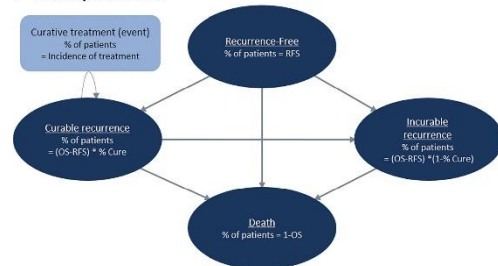 Curative treatment (event)
% of patients
= Incidence of treatment
Recurrence-Free
% of patients = RFS
Curable recurrence
% of patients
= (OS-RFS) * % Cure
Incurable
recurrence
% of patients
= (OS-RFS) *(1-% Cure)
Death
% of patients = 1-OS